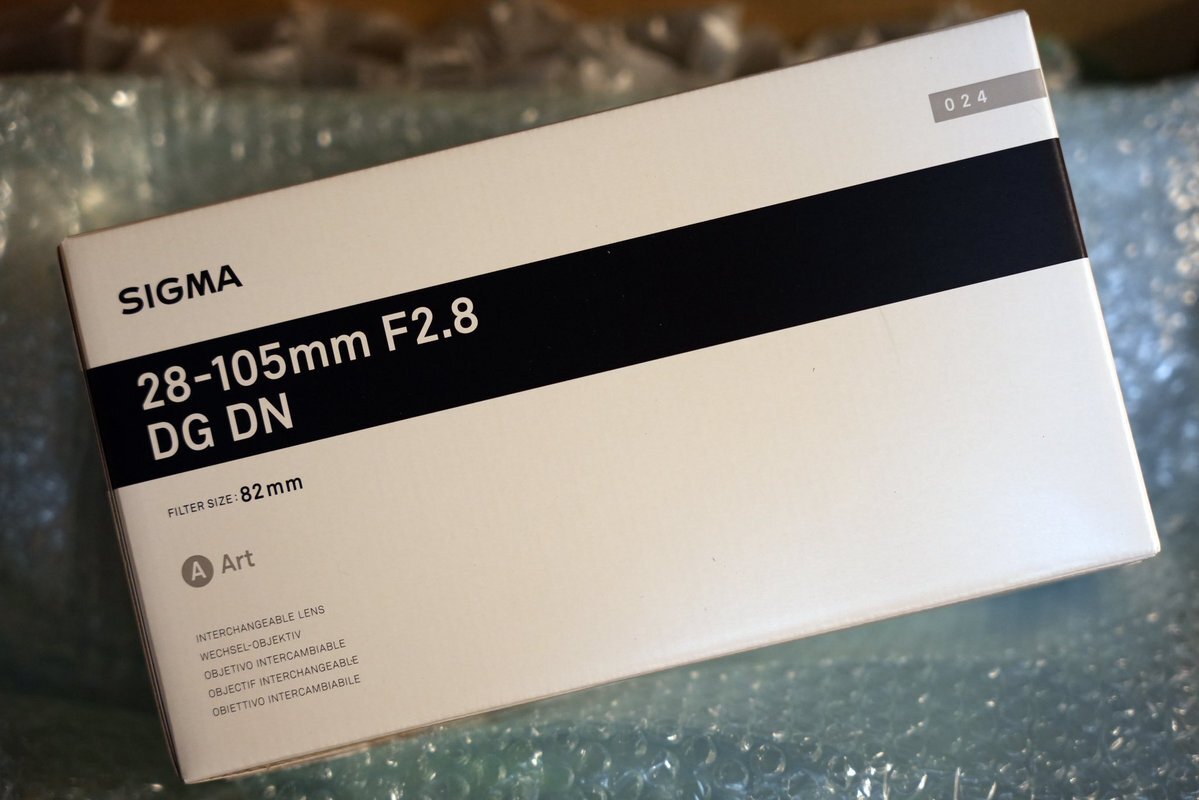 024
SIGMA
28-105mm F2.8
DG DN
FILTER SIZE: 82mm
A Art
INTERCHANGEABLE LENS
WECHSEL-OBJEKTIV
OBJETIVO INTERCAMBIABLE
OBJECTIF INTERCHANGEABLE
OBIETTIVO INTERCAMBIABILE